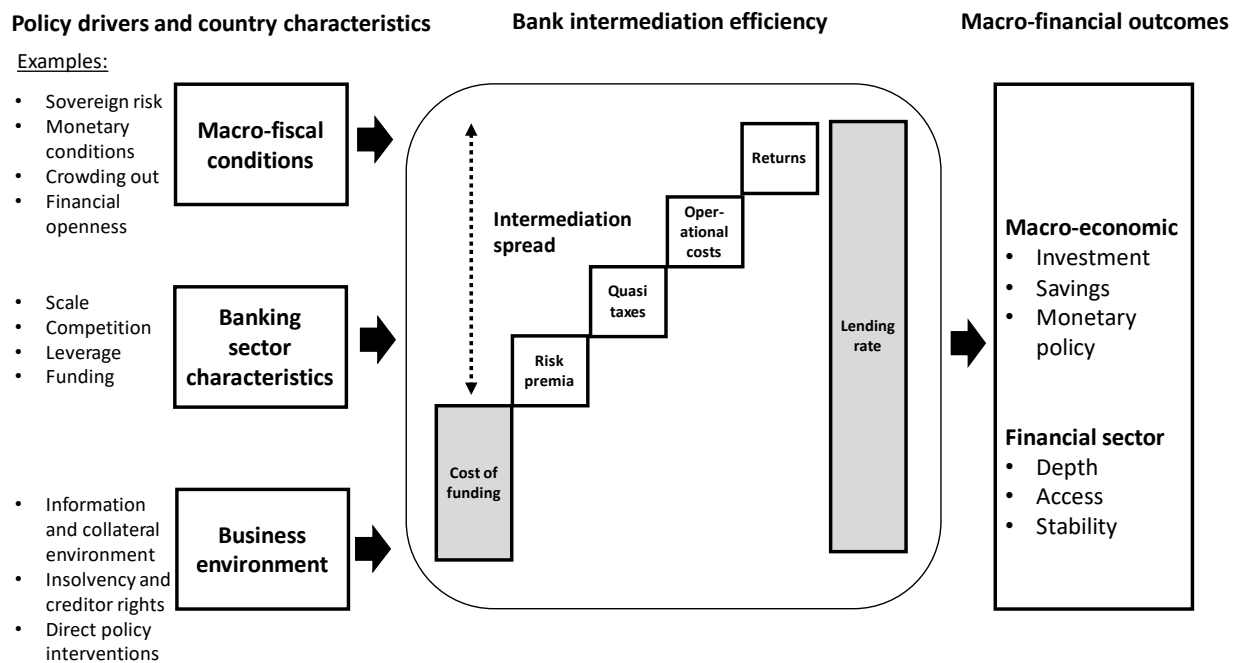 Policy drivers and country characteristics
Bank intermediation efficiency
Macro-financial outcomes
Examples:
• Sovereign risk
• Monetary
conditions
• Crowding out
• Financial
openness
Macro-fiscal
conditions
• Scale
• Competition
• Leverage
• Funding
Banking
sector
characteristics
• Information
and collateral
environment
• Insolvency and
creditor rights
• Direct policy
interventions
Business
environment
Intermediation
spread
Cost of
funding
Risk
premia
Quasi
taxes
Oper-
ational
costs
Returns
Lending
rate
Macro-economic
• Investment
• Savings
• Monetary
policy
Financial sector
• Depth
• Access
• Stability